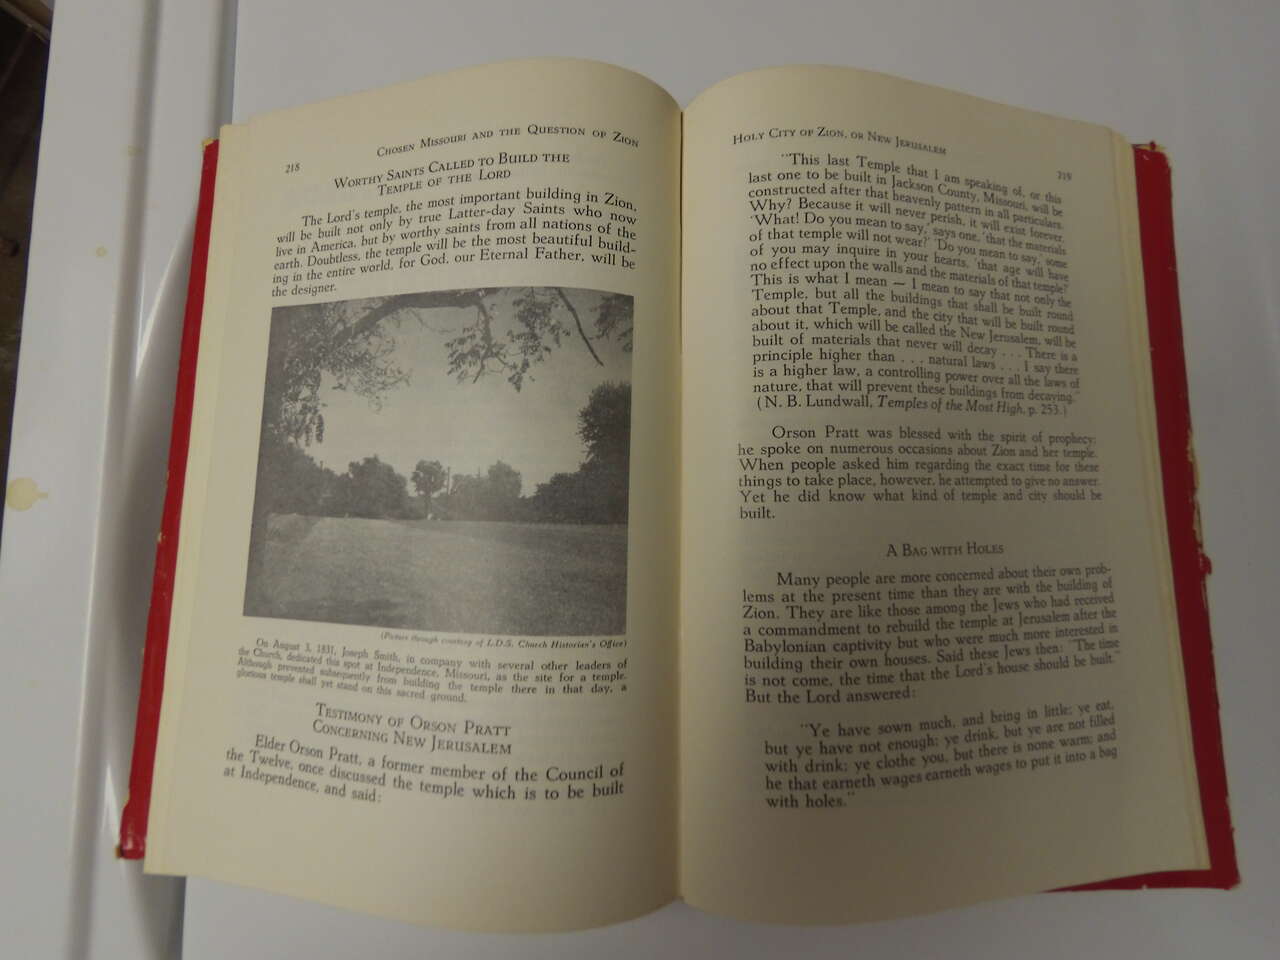 218
CHOSEN MISSOURI AND THE QUESTION OF ZION
WORTHY SAINTS CALLED TO BUILD THE
TEMPLE OF THE LORD
The Lord's temple, the most important building in Zion,
will be built not only by true Latter-day Saints who now
live in America, but by worthy saints from all nations of the
earth. Doubtless, the temple will be the most beautiful build-
ing in the entire world, for God, our Eternal Father, will be
the designer.
(Picture through courtesy of L.D.S. Church Historian's Office)
On August 3, 1831, Joseph Smith, in company with several other leaders of
the Church, dedicated this spot at Independence, Missouri, as the site for a temple.
Although prevented subsequently from building the temple there in that day, a
glorious temple shall yet stand on this sacred ground.
TESTIMONY OF ORSON PRATT
CONCERNING NEW JERUSALEM
Elder Orson Pratt, a former member of the Council of
the Twelve, once discussed the temple which is to be built
at Independence, and said:
HOLY CITY OF ZION, OR NEW JERUSALEM
219
"This last Temple that I am speaking of, or this
last one to be built in Jackson County, Missouri, will be
constructed after that heavenly pattern in all particulars.
Why? Because it will never perish, it will exist forever.
'What! Do you mean to say,' says one, 'that the materials
of that temple will not wear?' 'Do you mean to say,' some
of you may inquire in your hearts, 'that age will have
no effect upon the walls and the materials of that temple?'
This is what I mean — I mean to say that not only the
Temple, but all the buildings that shall be built round
about that Temple, and the city that will be built round
about it, which will be called the New Jerusalem, will be
built of materials that never will decay . . . There is a
principle higher than . . . natural laws . . . I say there
is a higher law, a controlling power over all the laws of
nature, that will prevent these buildings from decaying."
(N. B. Lundwall, Temples of the Most High, p. 253.)
Orson Pratt was blessed with the spirit of prophecy;
he spoke on numerous occasions about Zion and her temple.
When people asked him regarding the exact time for these
things to take place, however, he attempted to give no answer.
Yet he did know what kind of temple and city should be
built.
A BAG WITH HOLES
Many people are more concerned about their own prob-
lems at the present time than they are with the building of
Zion. They are like those among the Jews who had received
a commandment to rebuild the temple at Jerusalem after the
Babylonian captivity but who were much more interested in
building their own houses. Said these Jews then: "The time
is not come, the time that the Lord's house should be built."
But the Lord answered:
"Ye have sown much, and bring in little; ye eat,
but ye have not enough; ye drink, but ye are not filled
with drink; ye clothe you, but there is none warm; and
he that earneth wages earneth wages to put it into a bag
with holes."